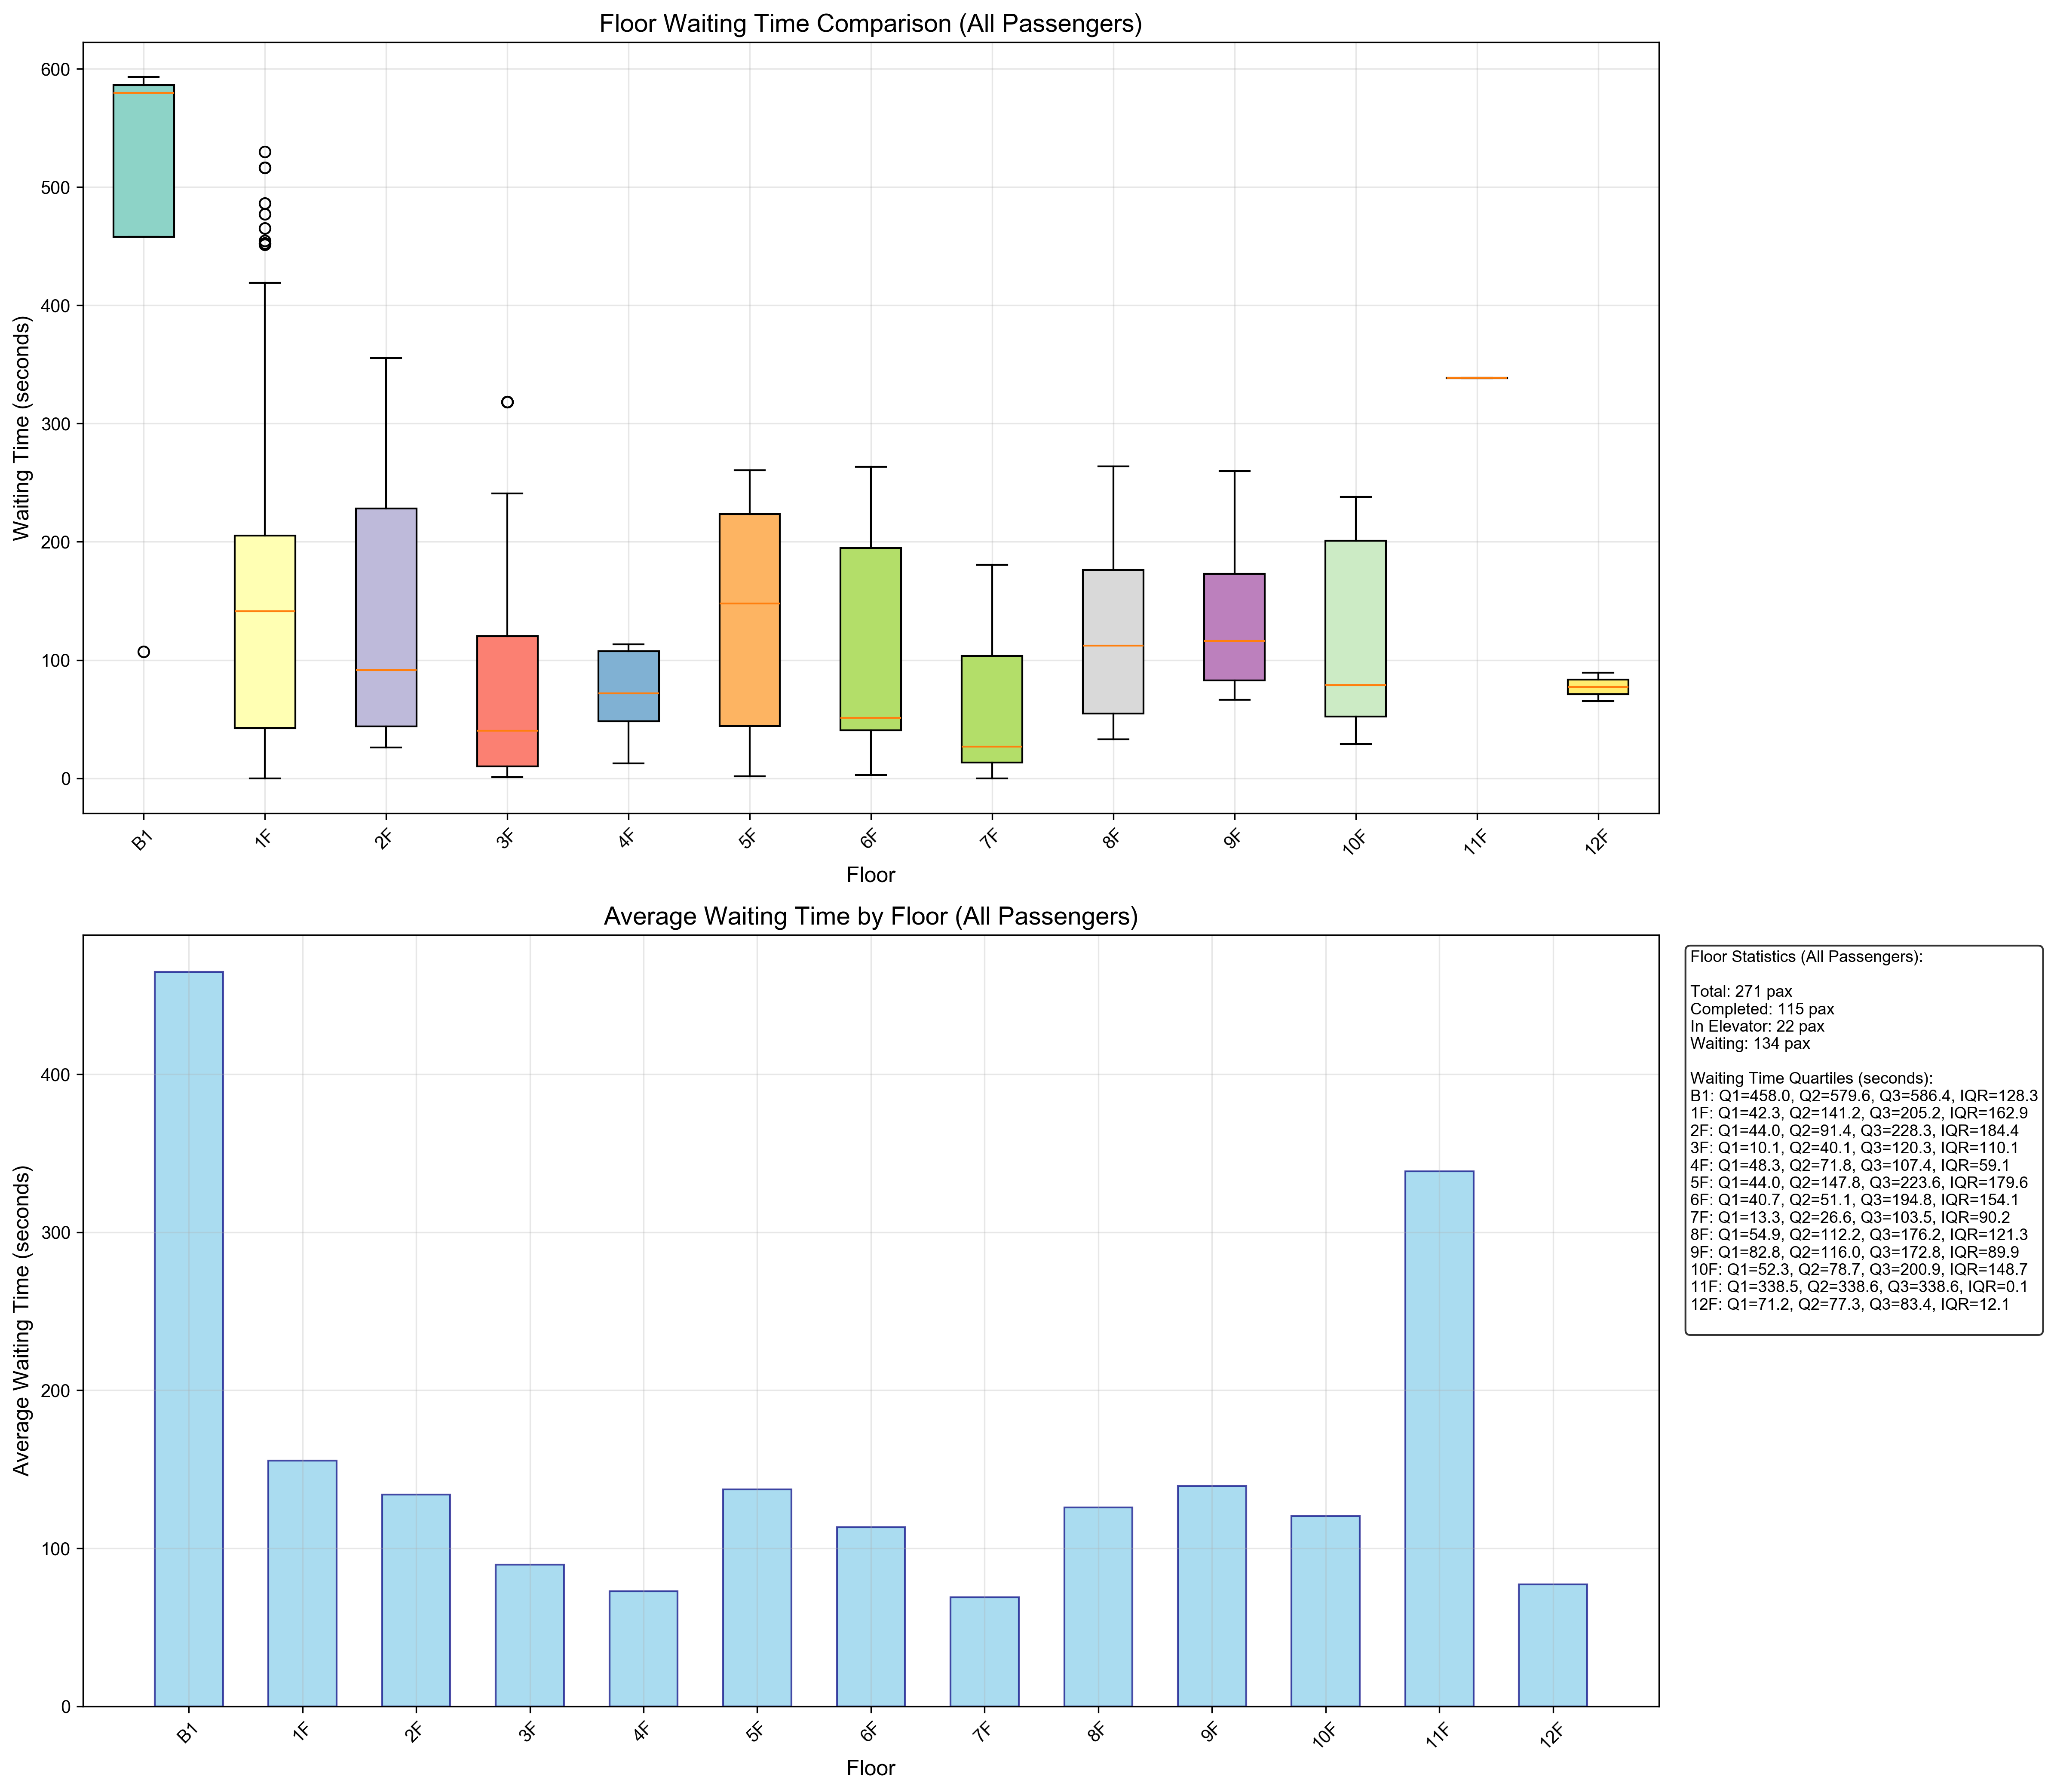 Floor Waiting Time Comparison (All Passengers)
Waiting Time (seconds)
600
500
400
300
200
100
0
B1
1F
2F
3F
4F
5F
6F
7F
8F
9F
10F
11F
12F
Floor
Average Waiting Time by Floor (All Passengers)
Average Waiting Time (seconds)
400
300
200
100
0
B1
1F
2F
3F
4F
5F
6F
7F
8F
9F
10F
11F
12F
Floor
Floor Statistics (All Passengers):
Total: 271 pax
Completed: 115 pax
In Elevator: 22 pax
Waiting: 134 pax
Waiting Time Quartiles (seconds):
B1: Q1=458.0, Q2=579.6, Q3=586.4, IQR=128.3
1F: Q1=42.3, Q2=141.2, Q3=205.2, IQR=162.9
2F: Q1=44.0, Q2=91.4, Q3=228.3, IQR=184.4
3F: Q1=10.1, Q2=40.1, Q3=120.3, IQR=110.1
4F: Q1=48.3, Q2=71.8, Q3=107.4, IQR=59.1
5F: Q1=44.0, Q2=147.8, Q3=223.6, IQR=179.6
6F: Q1=40.7, Q2=51.1, Q3=194.8, IQR=154.1
7F: Q1=13.3, Q2=26.6, Q3=103.5, IQR=90.2
8F: Q1=54.9, Q2=112.2, Q3=176.2, IQR=121.3
9F: Q1=82.8, Q2=116.0, Q3=172.8, IQR=89.9
10F: Q1=52.3, Q2=78.7, Q3=200.9, IQR=148.7
11F: Q1=338.5, Q2=338.6, Q3=338.6, IQR=0.1
12F: Q1=71.2, Q2=77.3, Q3=83.4, IQR=12.1